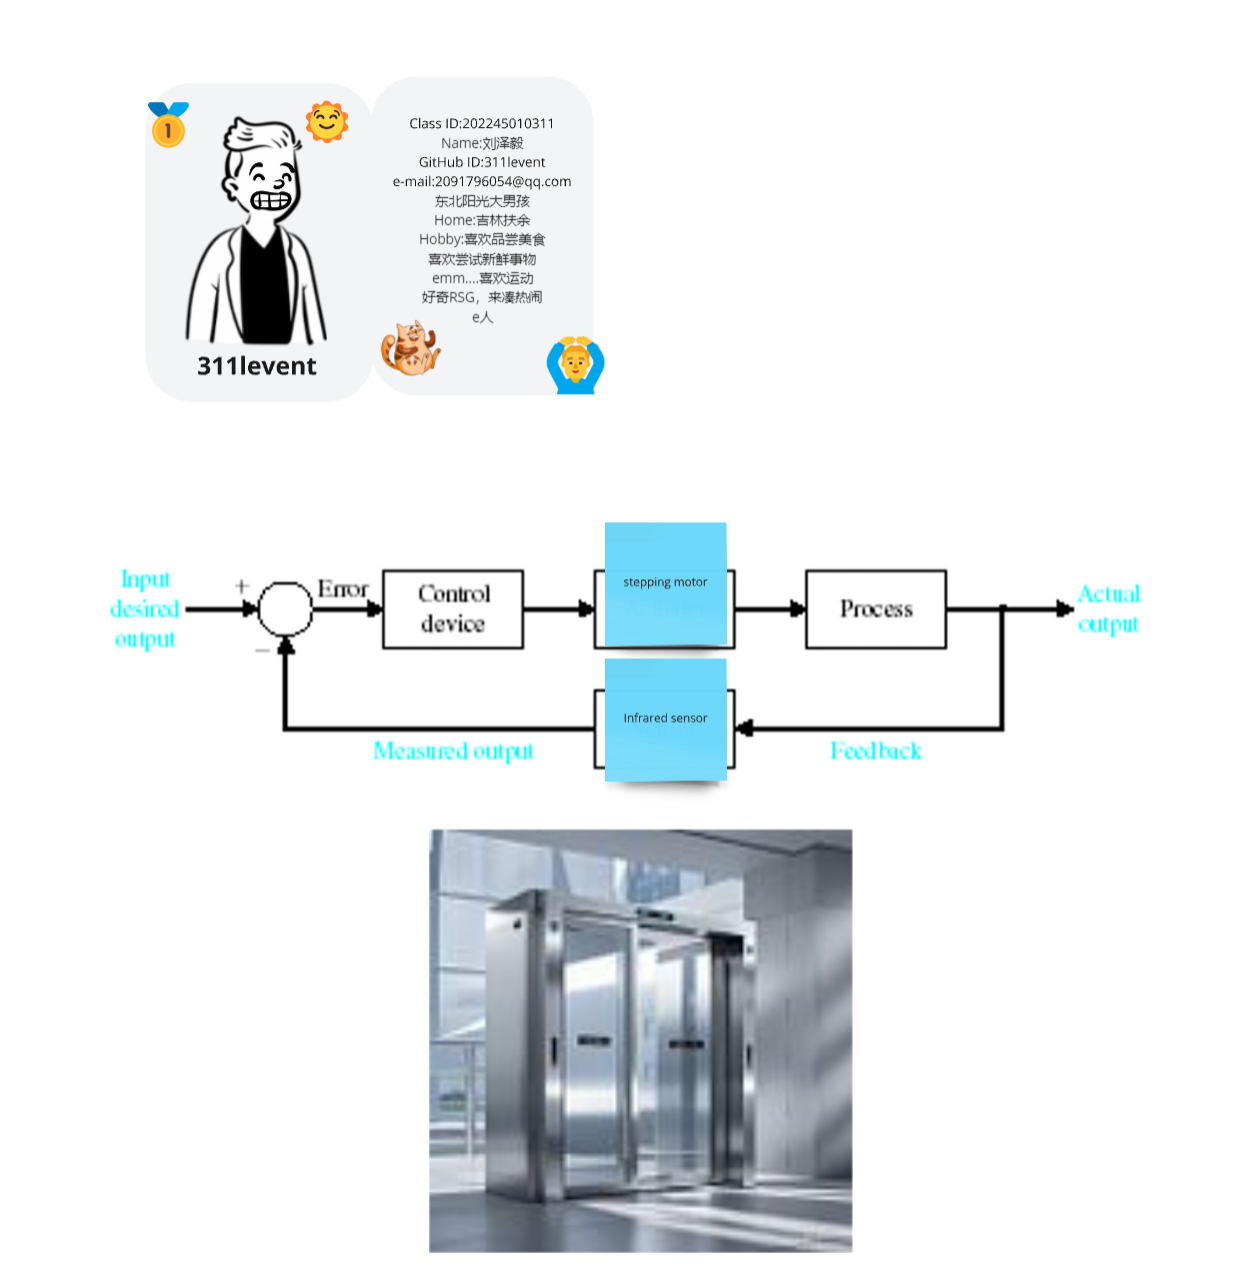 1
311levent
Class ID:202245010311
Name:刘泽毅
GitHub ID:311levent
e-mail:2091796054@qq.com
东北阳光大男孩
Home:吉林扶余
Hobby:喜欢品尝美食
喜欢尝试新鲜事物
emm....喜欢运动
好奇RSG，来凑热闹
e人
Input
desired
output
+
−
Error
Control
device
stepping motor
Process
Actual
output
Infrared sensor
Measured output
Feedback